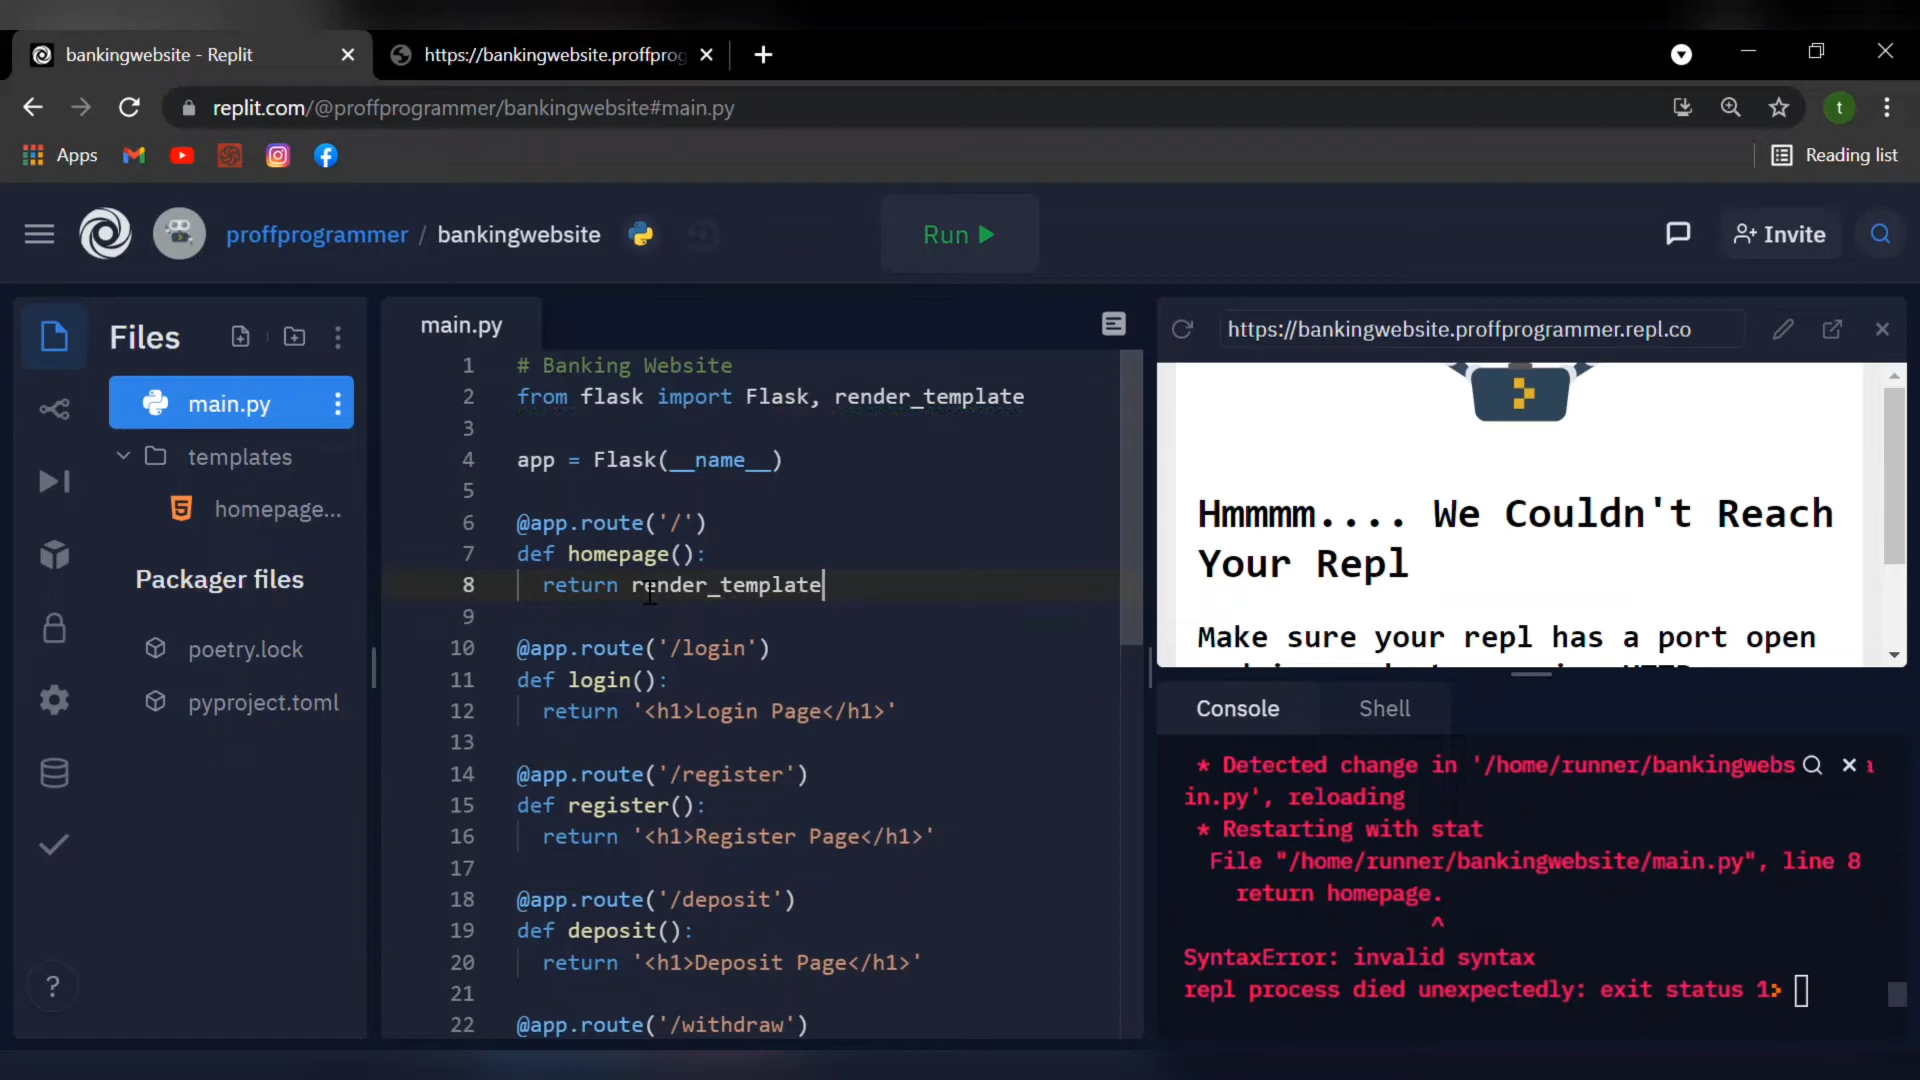 bankingwebsite - Replit
https://bankingwebsite.proffprog
replit.com/@proffprogrammer/bankingwebsite#main.py
t
Apps
Reading list
proffprogrammer / bankingwebsite
Run
Invite
Files
main.py
templates
homepage...
Packager files
poetry.lock
pyproject.toml
?
main.py
1 # Banking Website
2 from flask import Flask, render_template
3
4 app = Flask(__name__)
5
6 @app.route('/')
7 def homepage():
8 return render_template
9
10 @app.route('/login')
11 def login():
12 return '<h1>Login Page</h1>'
13
14 @app.route('/register')
15 def register():
16 return '<h1>Register Page</h1>'
17
18 @app.route('/deposit')
19 def deposit():
20 return '<h1>Deposit Page</h1>'
21
22 @app.route('/withdraw')
https://bankingwebsite.proffprogrammer.repl.co
Hmmmm.... We Couldn't Reach
Your Repl
Make sure your repl has a port open
Console
Shell
* Detected change in '/home/runner/bankingwebs
in.py', reloading
* Restarting with stat
File "/home/runner/bankingwebsite/main.py", line 8
return homepage.
^
SyntaxError: invalid syntax
repl process died unexpectedly: exit status 1>